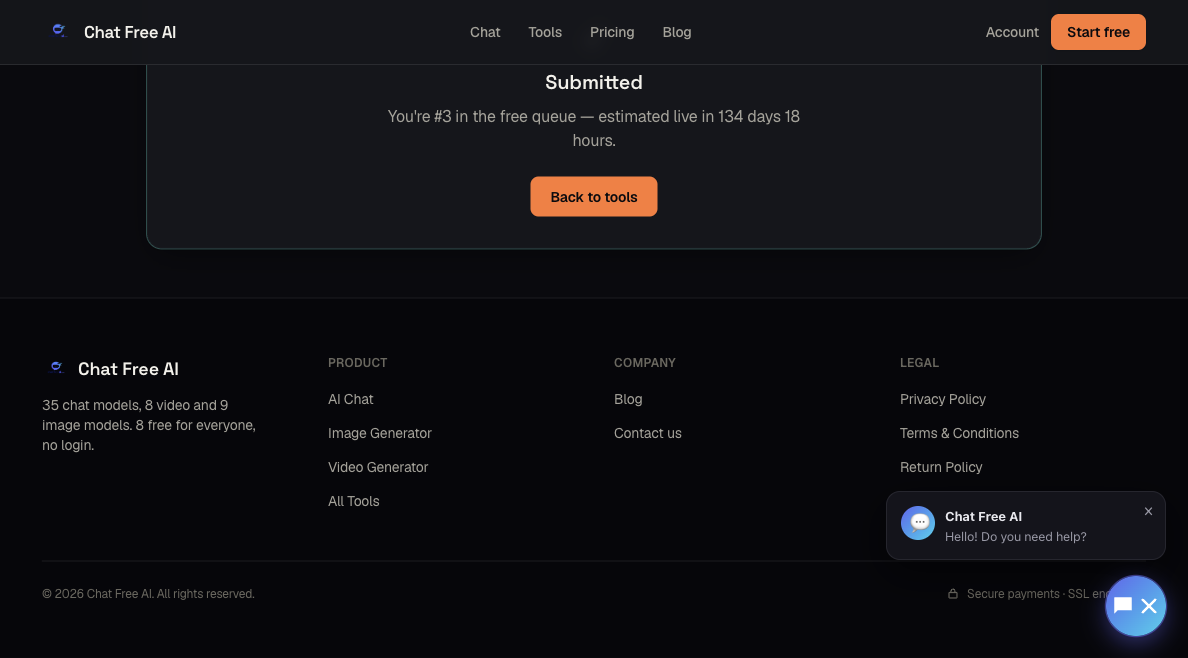 Chat Free AI
Chat
Tools
Pricing
Blog
Account
Start free
Submitted
You're #3 in the free queue — estimated live in 134 days 18
hours.
Back to tools
Chat Free AI
35 chat models, 8 video and 9
image models. 8 free for everyone,
no login.
PRODUCT
AI Chat
Image Generator
Video Generator
All Tools
COMPANY
Blog
Contact us
LEGAL
Privacy Policy
Terms & Conditions
Return Policy
Chat Free AI
Hello! Do you need help?
© 2026 Chat Free AI. All rights reserved.
Secure payments · SSL